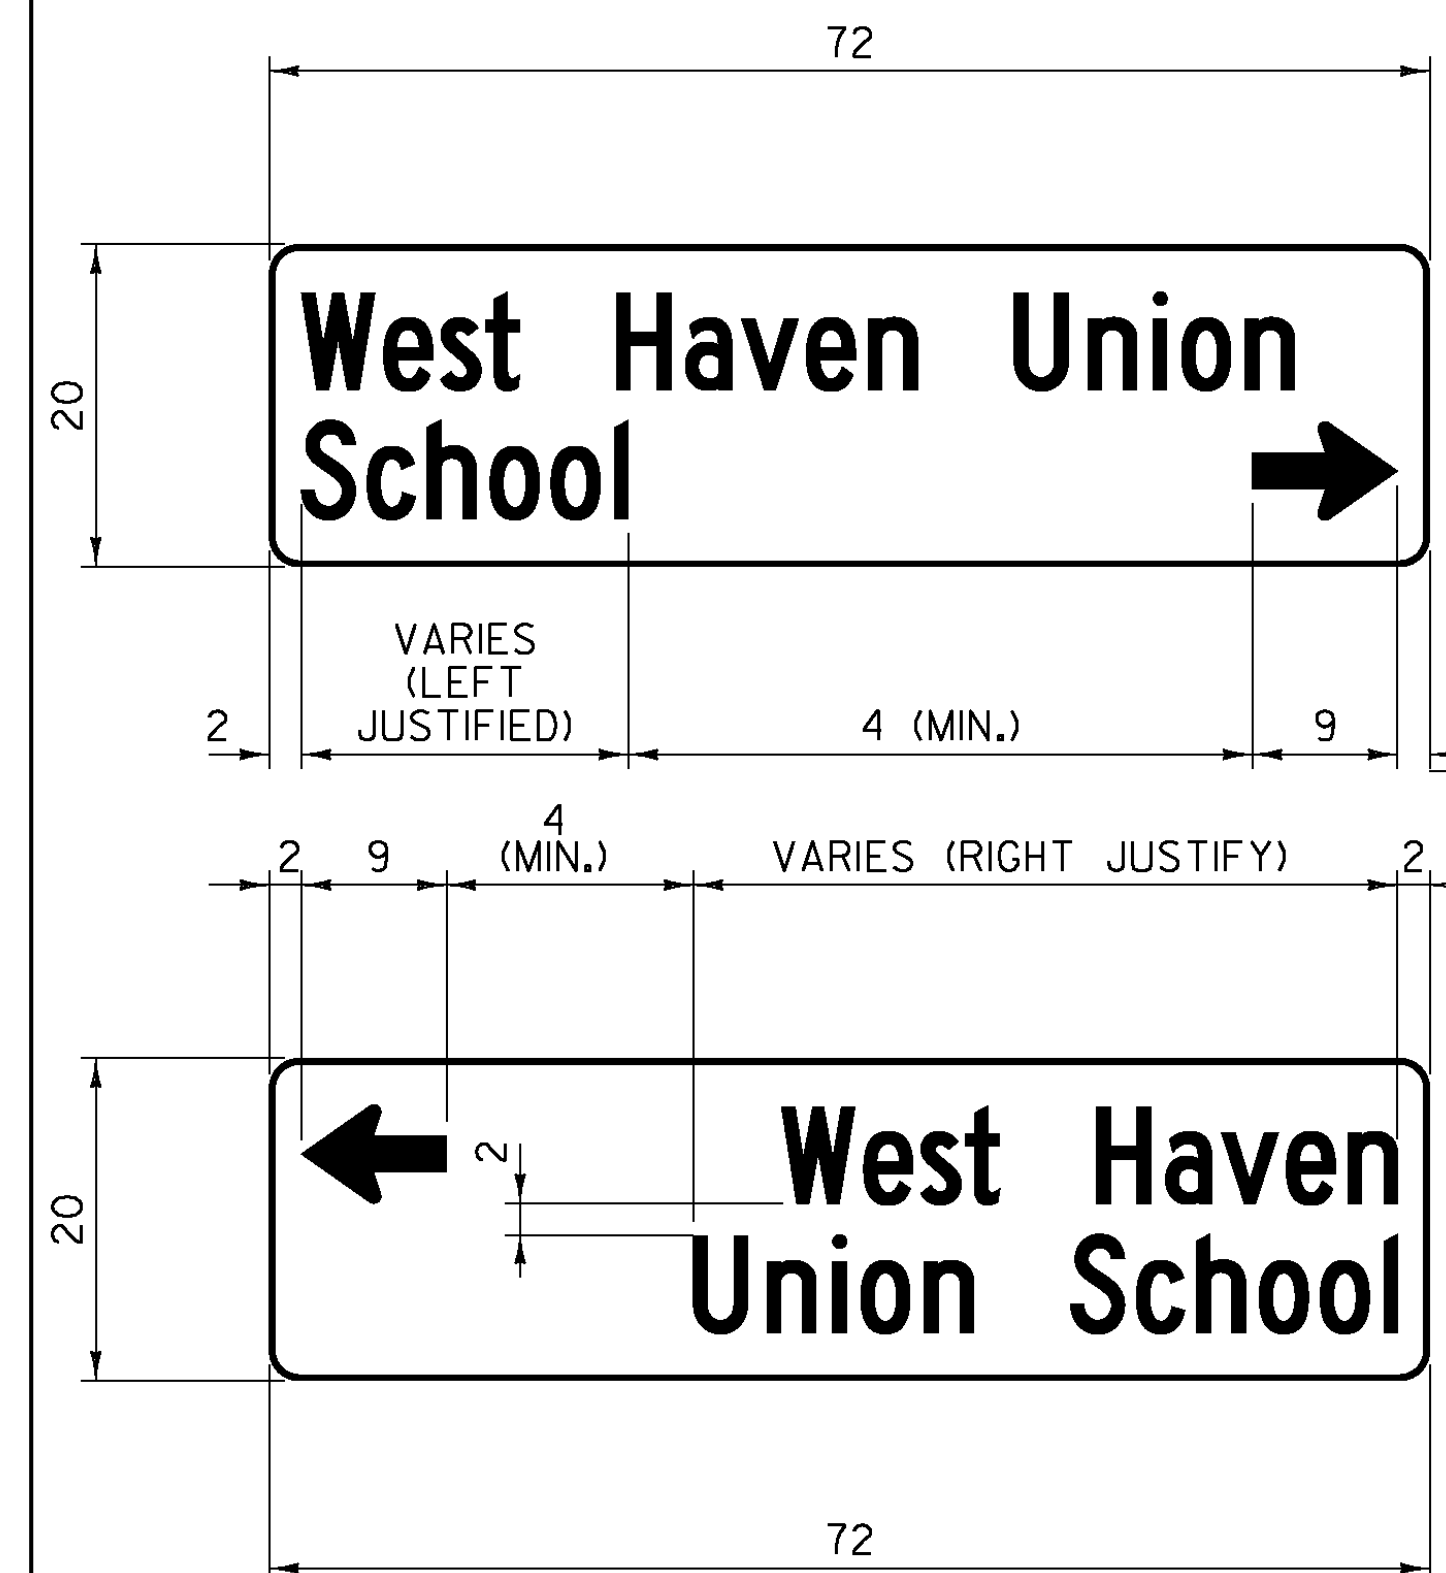 72
20
West Haven Union
School
VARIES
(LEFT
JUSTIFIED)
2
4 (MIN.)
9
4
2 9 (MIN.) VARIES (RIGHT JUSTIFY) 2
20
2
West Haven
Union School
72